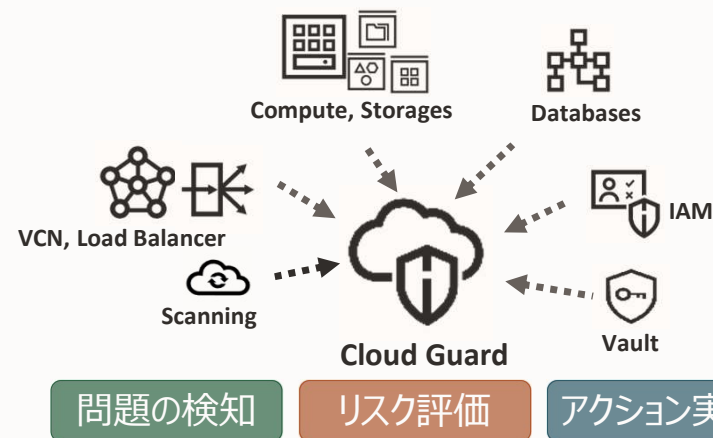 Compute, Storages
Databases
VCN, Load Balancer
IAM
Scanning
Vault
Cloud Guard
問題の検知
リスク評価
アクション実